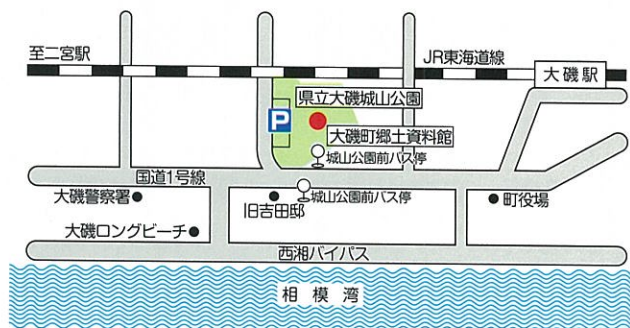 至二宮駅
JR東海道線
大磯駅
県立大磯城山公園
P
大磯町郷土資料館
城山公園前バス停
国道1号線
大磯警察署
旧吉田邸
城山公園前バス停
町役場
大磯ロングビーチ
西湘バイパス
相模湾